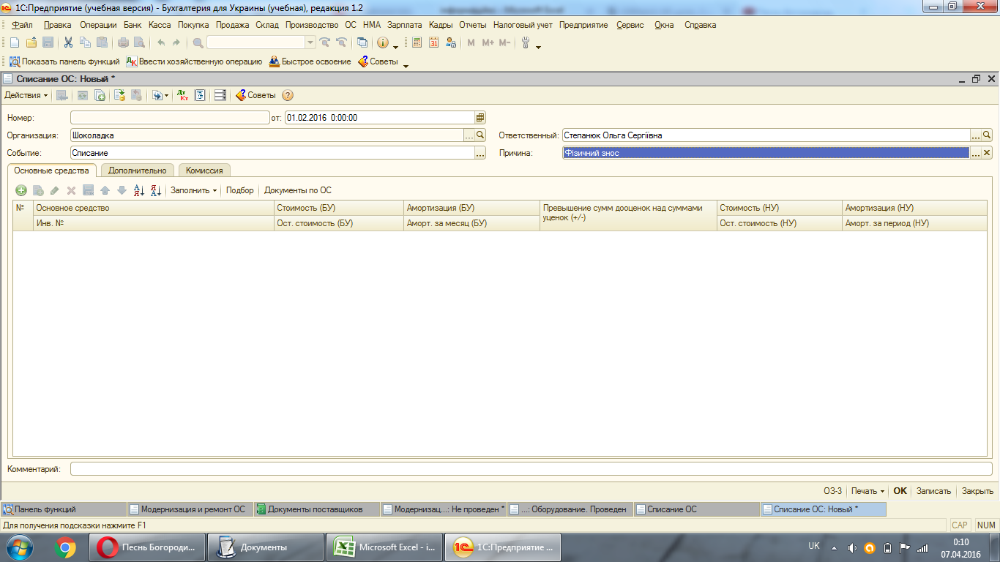 1С:Предприятие (учебная версия) - Бухгалтерия для Украины (учебная), редакция 1.2
Файл Правка Операции Банк Касса Покупка Продажа Склад Производство ОС НМА Зарплата Кадры Отчеты Налоговый учет Предприятие Сервис Окна Справка
31 M M+ M-
Показать панель функций Ввести хозяйственную операцию Быстрое освоение Советы
Списание ОС: Новый *
Действия Дт Кт Советы ?
Номер: от: 01.02.2016 0:00:00
Организация: Шоколадка ... Ответственный: Степанюк Ольга Сергіївна ...
Событие: Списание ... Причина: Фізичний знос ...
Основные средства Дополнительно Комиссия
Заполнить Подбор Документы по ОС
№ Основное средство Стоимость (БУ) Амортизация (БУ) Превышение сумм дооценок над суммами уценок (+/-) Стоимость (НУ) Амортизация (НУ)
Инв. № Ост. стоимость (БУ) Аморт. за месяц (БУ) Ост. стоимость (НУ) Аморт. за период (НУ)
Комментарий:
ОЗ-3 Печать OK Записать Закрыть
Панель функций Модернизация и ремонт ОС Документы поставщиков Модернизац...: Не проведен * ...: Оборудование. Проведен Списание ОС Списание ОС: Новый *
Для получения подсказки нажмите F1 CAP NUM
Песнь Богороди... Документы Microsoft Excel - i... 1С:Предприятие ... UK 0:10
07.04.2016